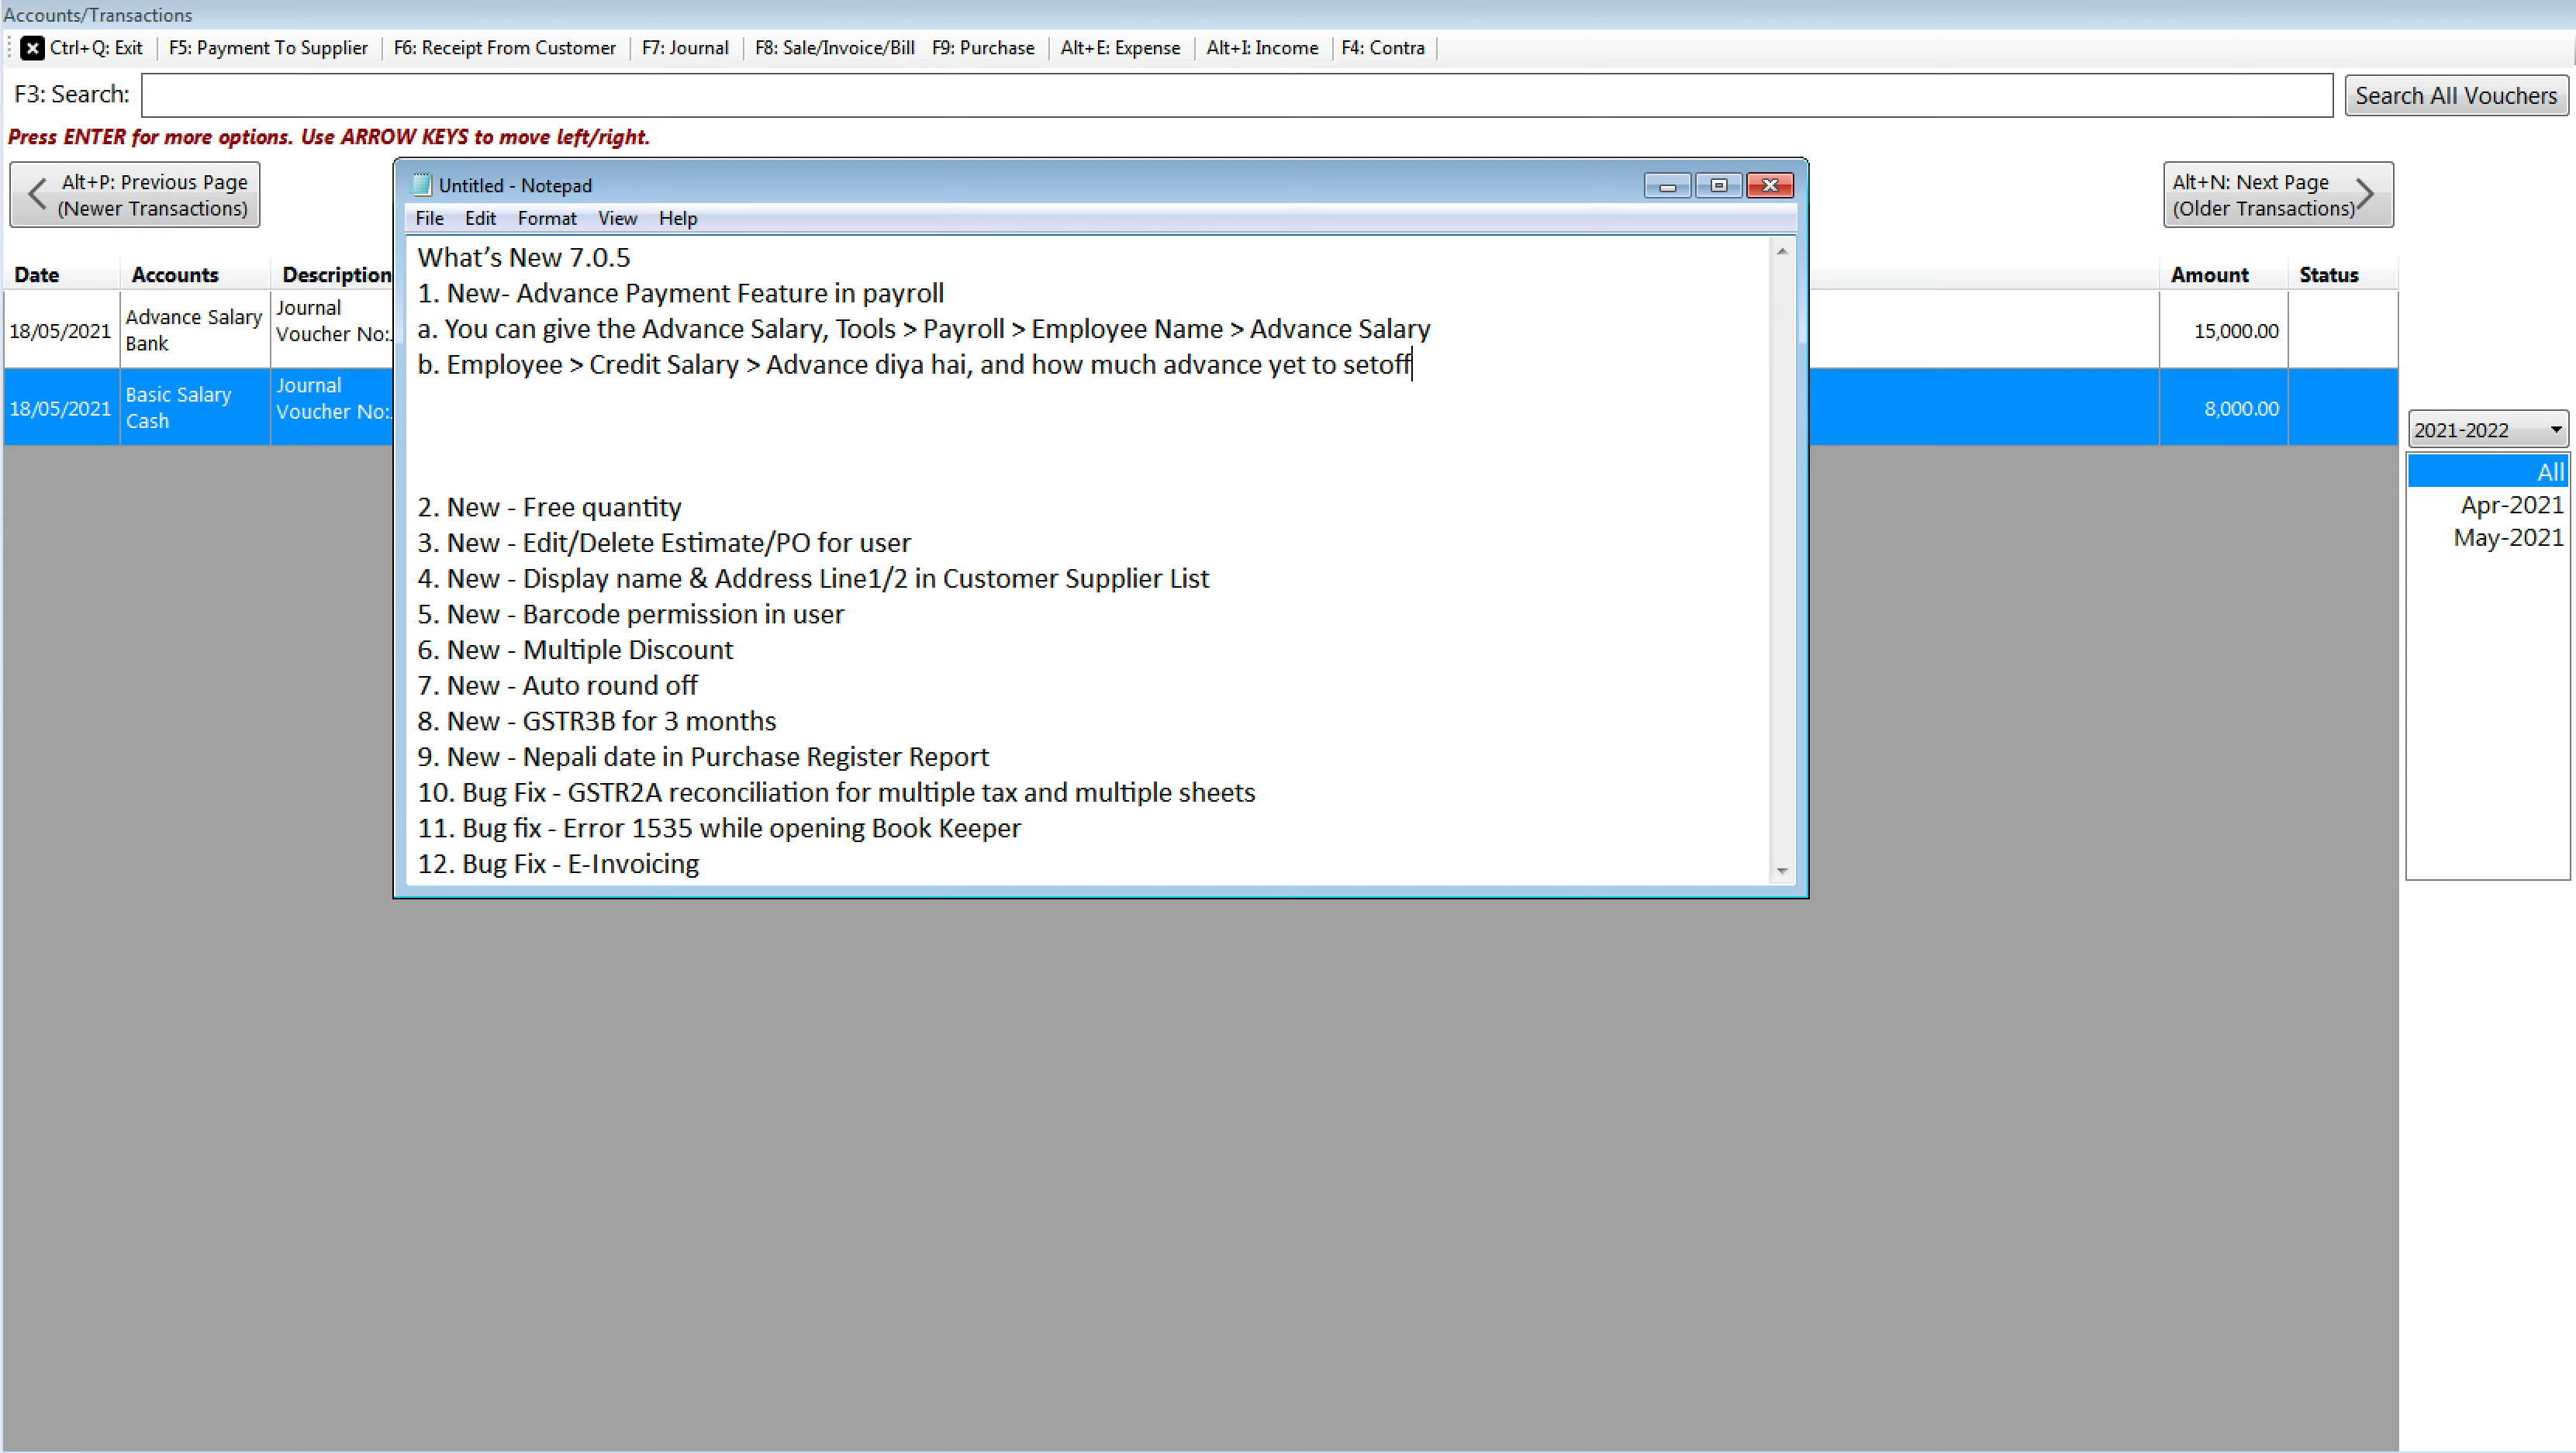 Accounts/Transactions
Ctrl+Q: Exit F5: Payment To Supplier F6: Receipt From Customer F7: Journal F8: Sale/Invoice/Bill F9: Purchase Alt+E: Expense Alt+I: Income F4: Contra
F3: Search: Search All Vouchers
Press ENTER for more options. Use ARROW KEYS to move left/right.
Alt+P: Previous Page
(Newer Transactions)
Alt+N: Next Page
(Older Transactions)
Date Accounts Description Amount Status
18/05/2021 Advance Salary Bank Journal Voucher No:. 15,000.00
18/05/2021 Basic Salary Cash Journal Voucher No:. 8,000.00
Untitled - Notepad
File Edit Format View Help
What’s New 7.0.5
1. New- Advance Payment Feature in payroll
a. You can give the Advance Salary, Tools > Payroll > Employee Name > Advance Salary
b. Employee > Credit Salary > Advance diya hai, and how much advance yet to setoff
2. New - Free quantity
3. New - Edit/Delete Estimate/PO for user
4. New - Display name & Address Line1/2 in Customer Supplier List
5. New - Barcode permission in user
6. New - Multiple Discount
7. New - Auto round off
8. New - GSTR3B for 3 months
9. New - Nepali date in Purchase Register Report
10. Bug Fix - GSTR2A reconciliation for multiple tax and multiple sheets
11. Bug fix - Error 1535 while opening Book Keeper
12. Bug Fix - E-Invoicing
2021-2022
All
Apr-2021
May-2021